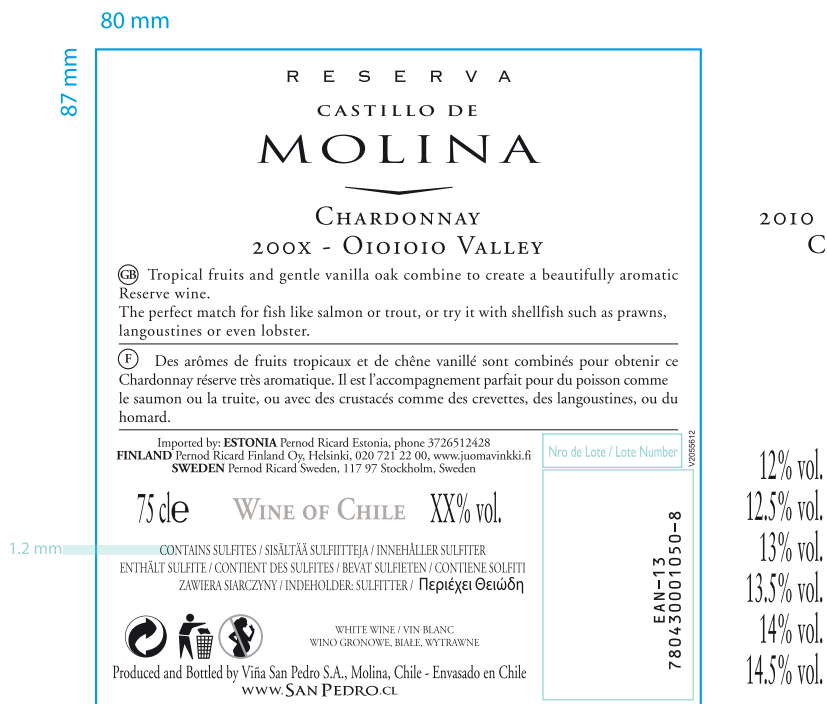 80 mm
87 mm
RESERVA
CASTILLO DE
MOLINA
CHARDONNAY
200X - OIOIOIO VALLEY
2010
C
GB Tropical fruits and gentle vanilla oak combine to create a beautifully aromatic
Reserve wine.
The perfect match for fish like salmon or trout, or try it with shellfish such as prawns,
langoustines or even lobster.
F Des arômes de fruits tropicaux et de chêne vanillé sont combinés pour obtenir ce
Chardonnay réserve très aromatique. Il est l'accompagnement parfait pour du poisson comme
le saumon ou la truite, ou avec des crustacés comme des crevettes, des langoustines, ou du
homard.
Imported by: ESTONIA Pernod Ricard Estonia, phone 3726512428
FINLAND Pernod Ricard Finland Oy, Helsinki, 020 721 22 00, www.juomavinkki.fi
SWEDEN Pernod Ricard Sweden, 117 97 Stockholm, Sweden
Nro de Lote / Lote Number
V2055612
75 cl e WINE OF CHILE XX% vol.
1.2 mm
CONTAINS SULFITES / SISÄLTÄÄ SULFIITTEJA / INNEHÅLLER SULFITER
ENTHÄLT SULFITE / CONTIENT DES SULFITES / BEVAT SULFIETEN / CONTIENE SOLFITI
ZAWIERA SIARCZYNY / INDEHOLDER: SULFITTER / Περιέχει Θειώδη
WHITE WINE / VIN BLANC
WINO GRONOWE, BIAŁE, WYTRAWNE
Produced and Bottled by Viña San Pedro S.A., Molina, Chile - Envasado en Chile
WWW.SANPEDRO.CL
EAN-13
7804300001050-8
12% vol.
12.5% vol.
13% vol.
13.5% vol.
14% vol.
14.5% vol.